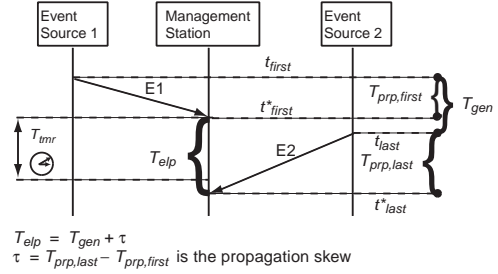 Event Source 1
Management Station
Event Source 2
t_first
E1
T_prp,first
T_gen
t*_first
T_tmr
T_elp
E2
t_last
T_prp,last
t*_last
T_elp = T_gen + τ
τ = T_prp,last − T_prp,first is the propagation skew